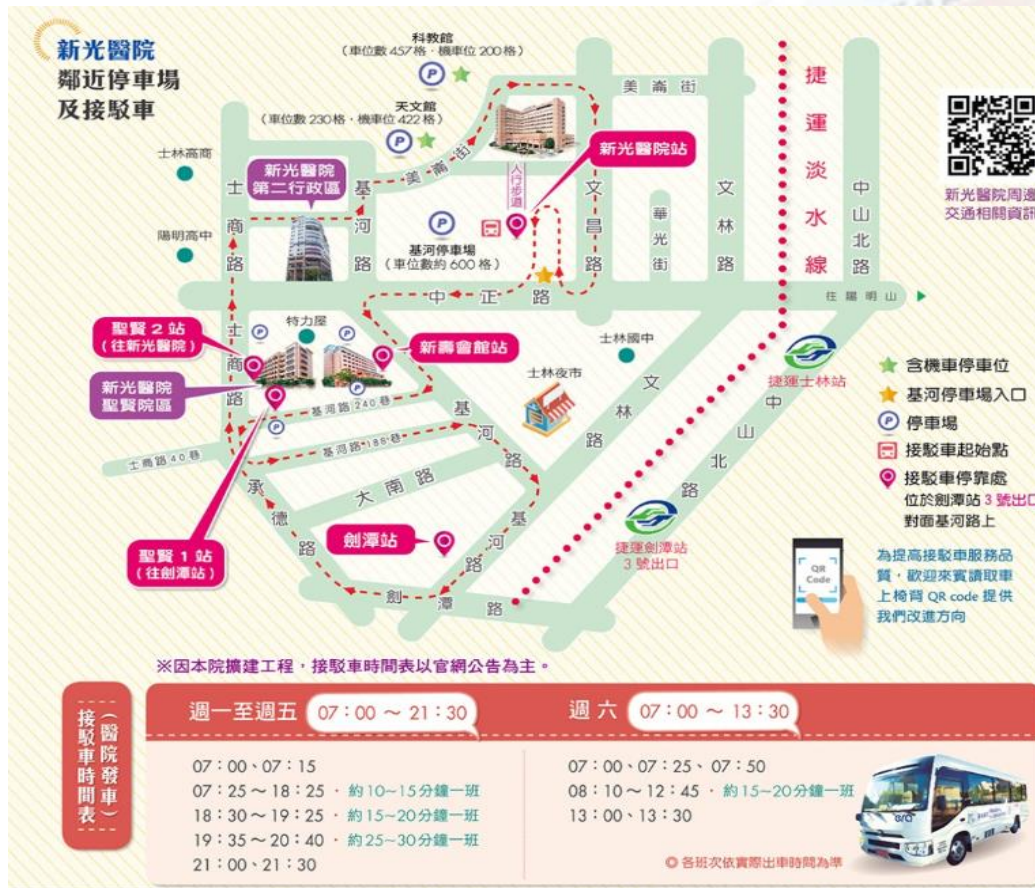 新光醫院
鄰近停車場
及接駁車
科教館
（車位數 457 格・機車位 200 格）
天文館
（車位數 230 格・機車位 422 格）
士林高商
陽明高中
新光醫院
第二行政區
士商路
基河路
美崙街
美崙街
新光醫院站
人行步道
文昌路
華光街
文林路
捷運淡水線
中山北路
新光醫院周邊
交通相關資訊
基河停車場
（車位數約 600 格）
中正路
往陽明山
聖賢 2 站
（往新光醫院）
特力屋
新壽會館站
新光醫院
聖賢院區
士商路
士林國中
士林夜市
文林路
捷運士林站
中山北路
基河路 240 巷
基河路 188 巷
士商路 40 巷
基河路
大南路
承德路
聖賢 1 站
（往劍潭站）
劍潭站
基河路
劍潭路
捷運劍潭站
3 號出口
含機車停車位
基河停車場入口
P 停車場
接駁車起始點
接駁車停靠處
位於劍潭站 3 號出口
對面基河路上
QR
Code
為提高接駁車服務品
質，歡迎來賓讀取車
上椅背 QR code 提供
我們改進方向
※因本院擴建工程，接駁車時間表以官網公告為主。
（醫院發車）
接駁車時間表
週一至週五 07：00 ～ 21：30
07：00、07：15
07：25～18：25 ・約10~15分鐘一班
18：30～19：25 ・約15~20分鐘一班
19：35～20：40 ・約25~30分鐘一班
21：00、21：30
週六 07：00 ～ 13：30
07：00、07：25、07：50
08：10～12：45 ・約15~20分鐘一班
13：00、13：30
◎ 各班次依實際出車時間為準